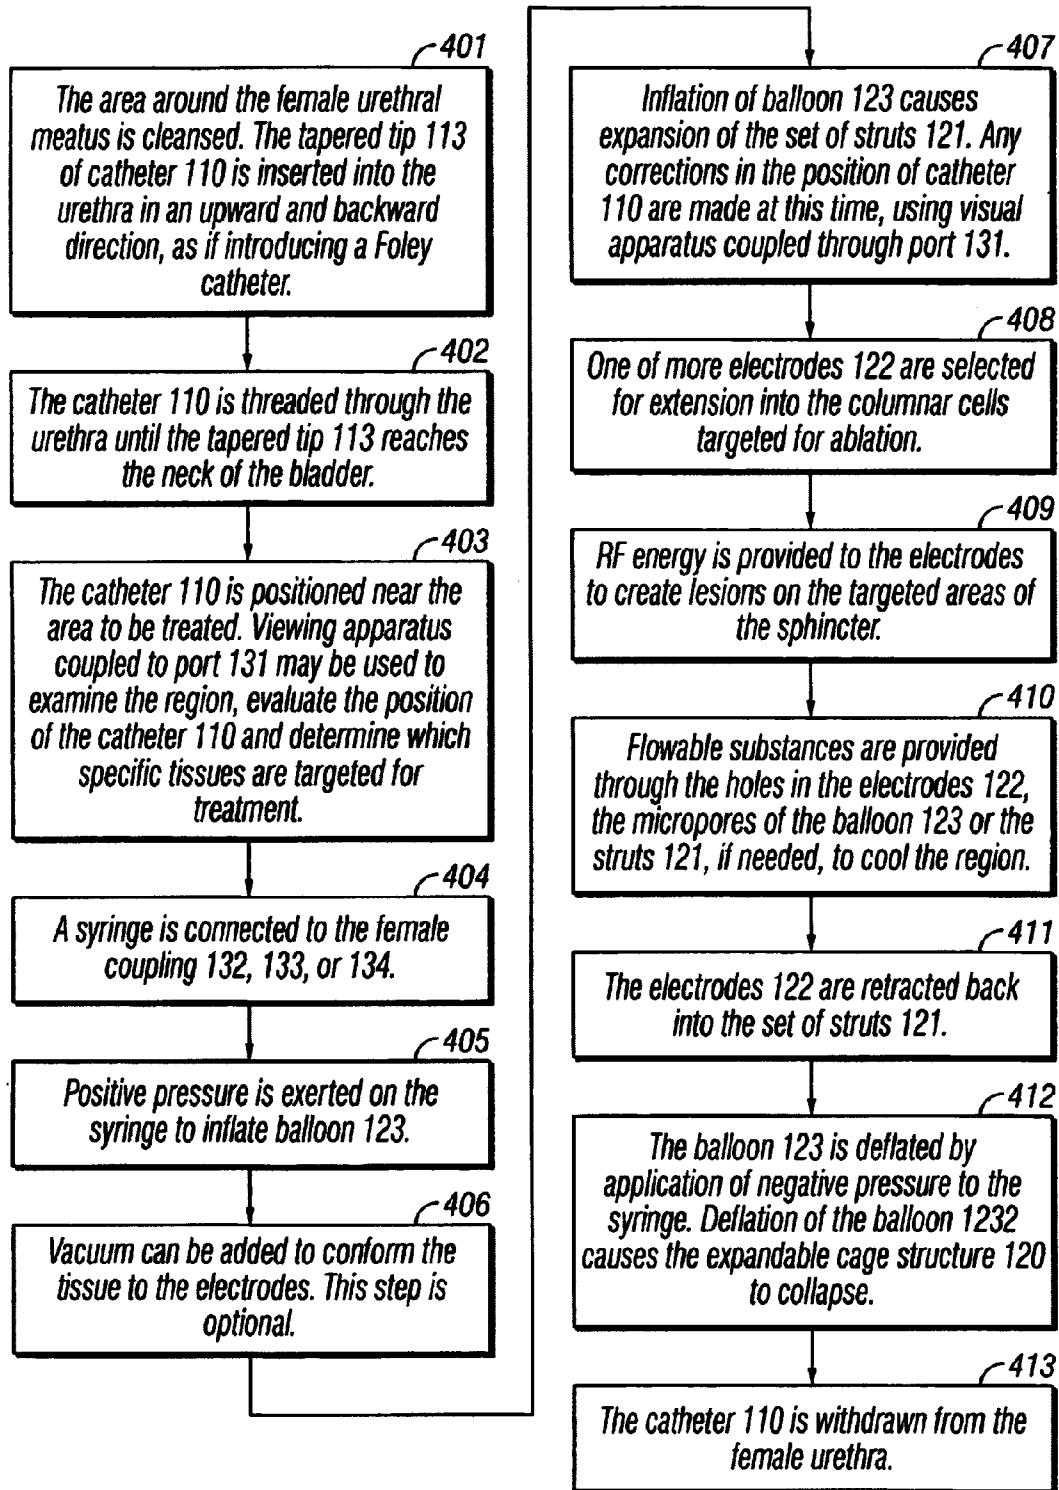 401
The area around the female urethral
meatus is cleansed. The tapered tip 113
of catheter 110 is inserted into the
urethra in an upward and backward
direction, as if introducing a Foley
catheter.
402
The catheter 110 is threaded through the
urethra until the tapered tip 113 reaches
the neck of the bladder.
403
The catheter 110 is positioned near the
area to be treated. Viewing apparatus
coupled to port 131 may be used to
examine the region, evaluate the position
of the catheter 110 and determine which
specific tissues are targeted for
treatment.
404
A syringe is connected to the female
coupling 132, 133, or 134.
405
Positive pressure is exerted on the
syringe to inflate balloon 123.
406
Vacuum can be added to conform the
tissue to the electrodes. This step is
optional.
407
Inflation of balloon 123 causes
expansion of the set of struts 121. Any
corrections in the position of catheter
110 are made at this time, using visual
apparatus coupled through port 131.
408
One of more electrodes 122 are selected
for extension into the columnar cells
targeted for ablation.
409
RF energy is provided to the electrodes
to create lesions on the targeted areas of
the sphincter.
410
Flowable substances are provided
through the holes in the electrodes 122,
the micropores of the balloon 123 or the
struts 121, if needed, to cool the region.
411
The electrodes 122 are retracted back
into the set of struts 121.
412
The balloon 123 is deflated by
application of negative pressure to the
syringe. Deflation of the balloon 1232
causes the expandable cage structure 120
to collapse.
413
The catheter 110 is withdrawn from the
female urethra.